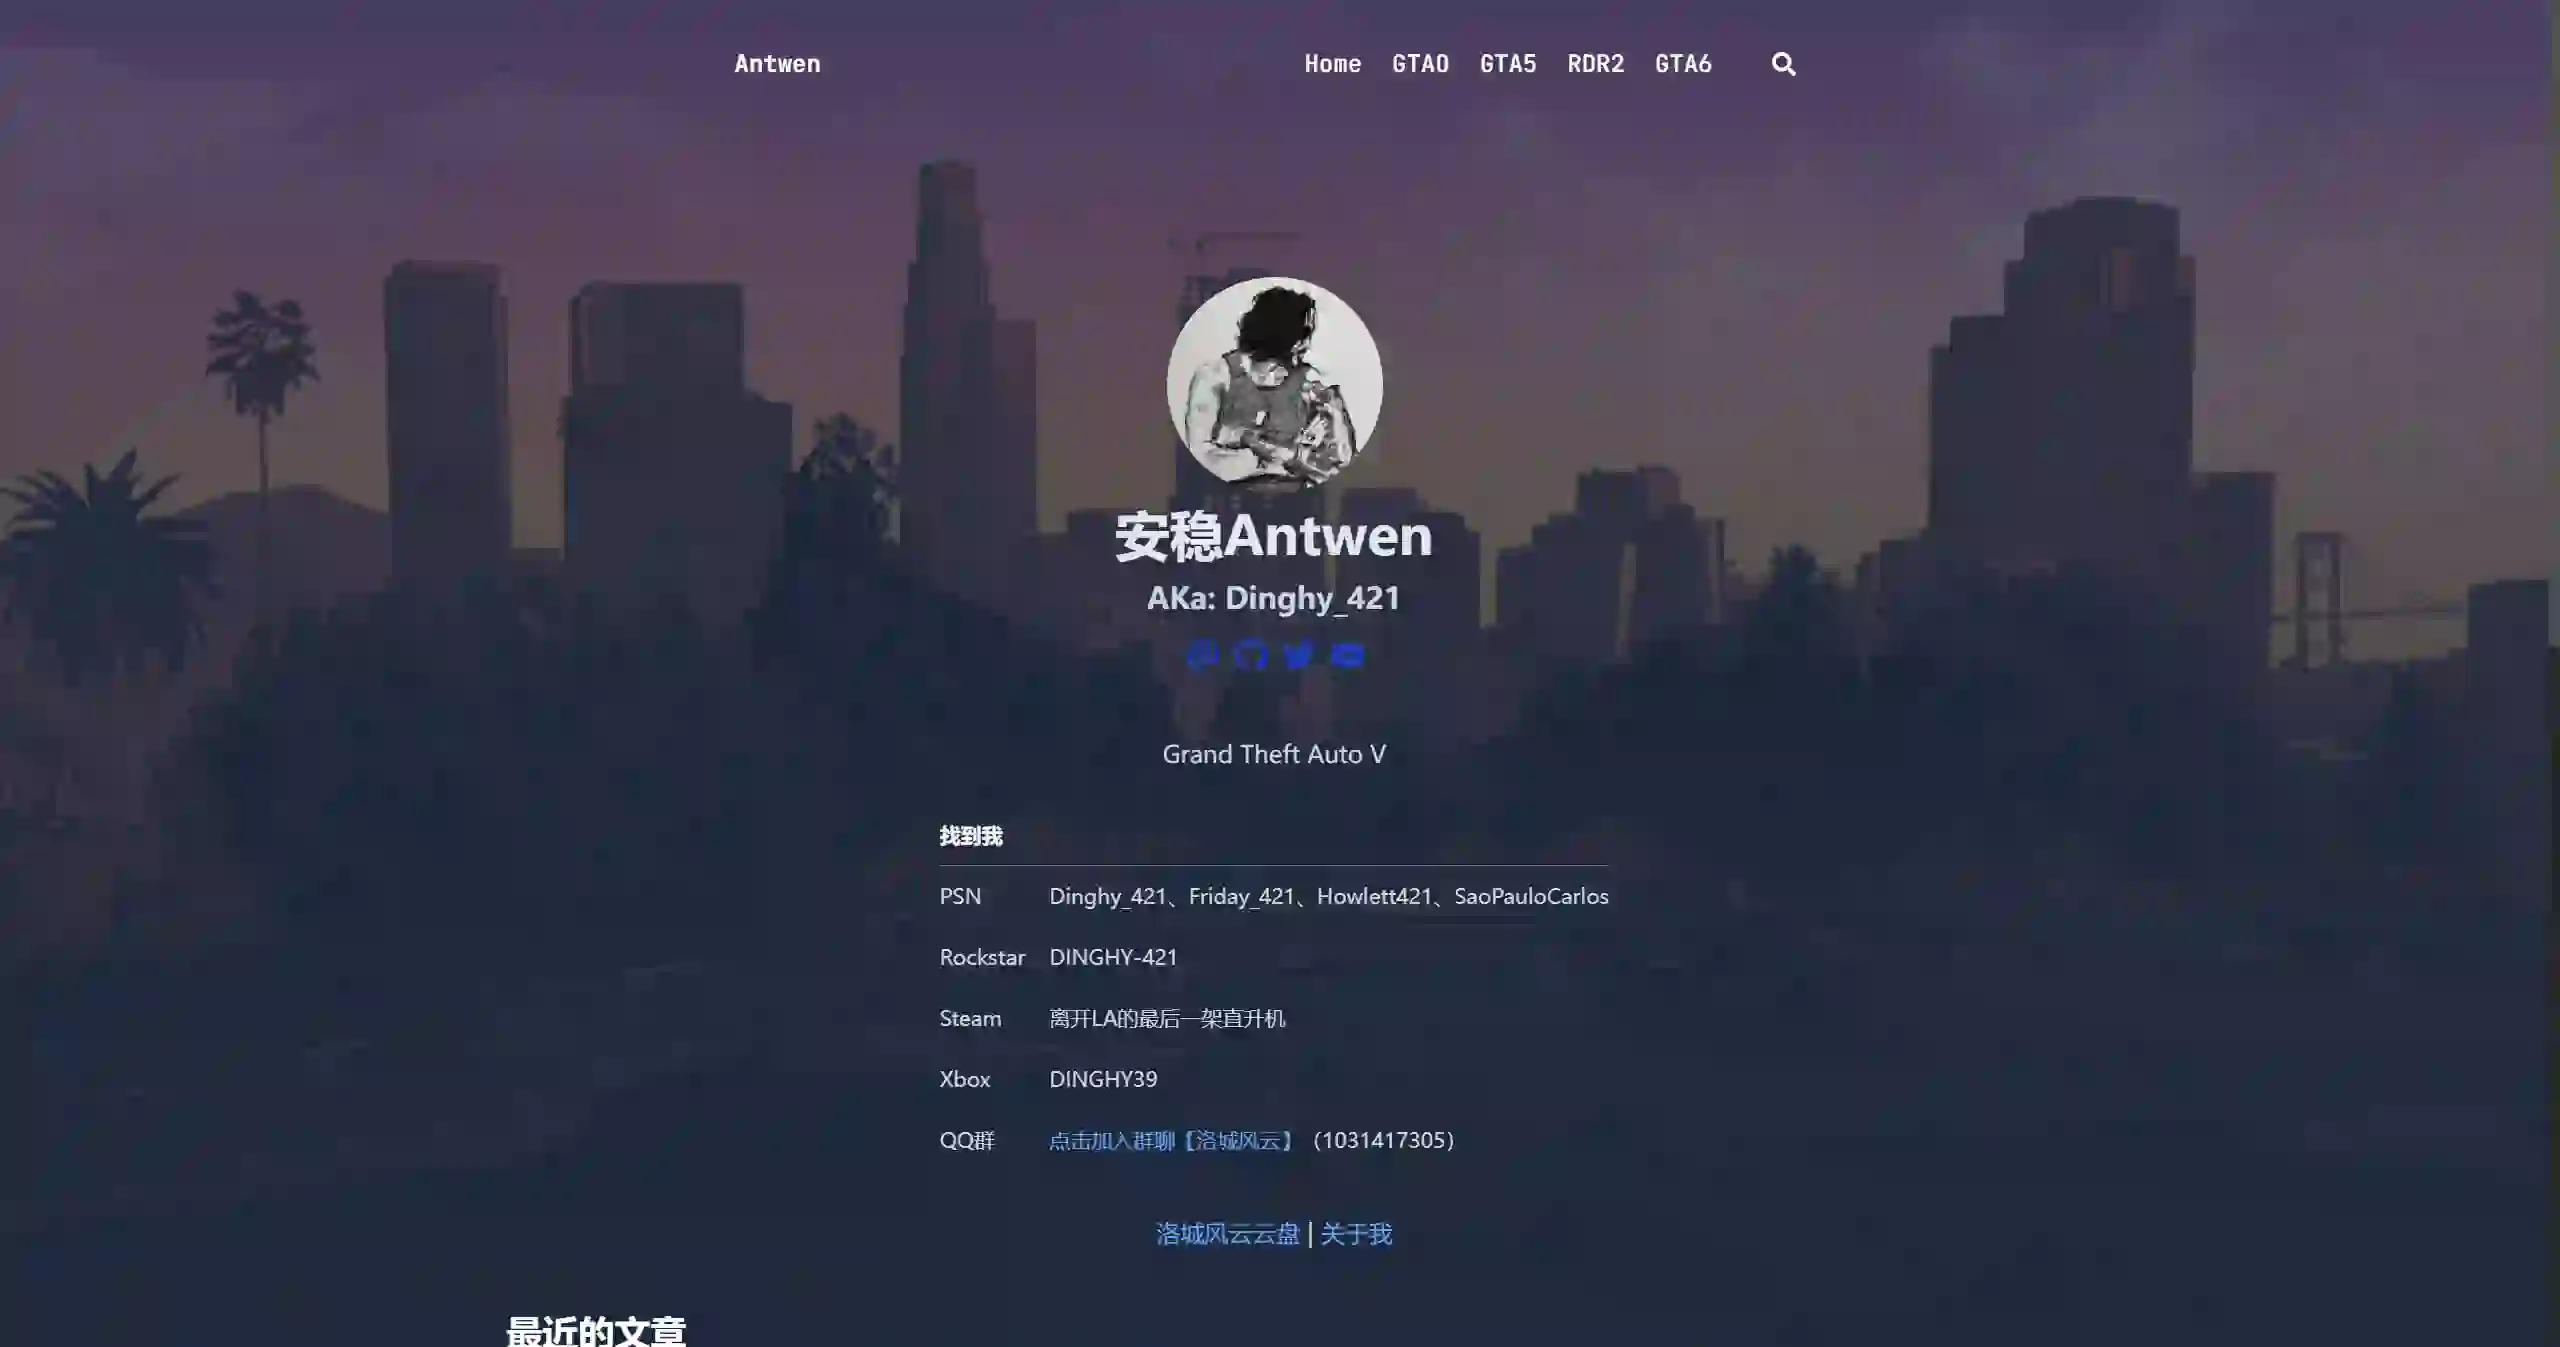 Antwen Home GTAO GTA5 RDR2 GTA6
安稳Antwen
AKa: Dinghy_421
Grand Theft Auto V
找到我
PSN Dinghy_421、Friday_421、Howlett421、SaoPauloCarlos
Rockstar DINGHY-421
Steam 离开LA的最后一架直升机
Xbox DINGHY39
QQ群 点击加入群聊【洛城风云】（1031417305）
洛城风云云盘 | 关于我
最近的文章